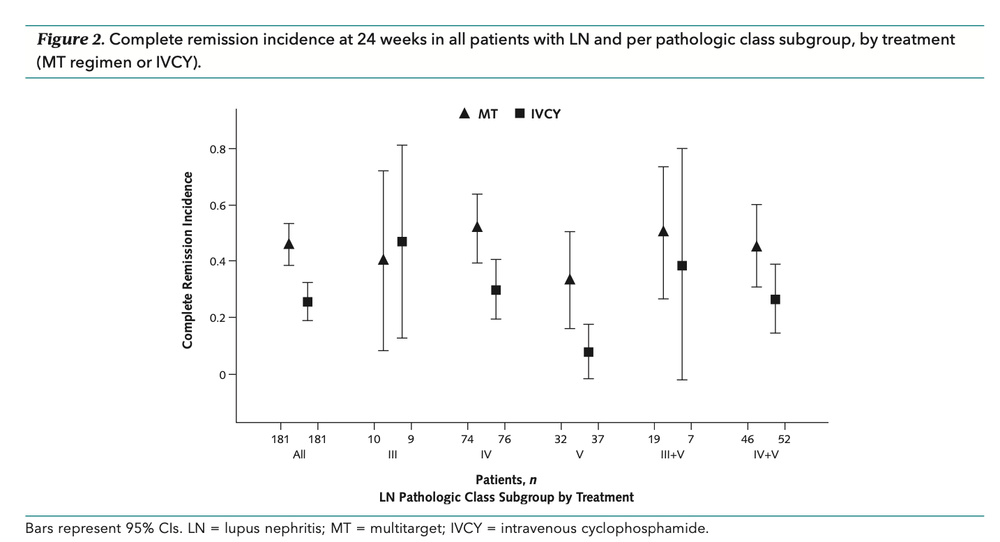 Figure 2. Complete remission incidence at 24 weeks in all patients with LN and per pathologic class subgroup, by treatment
(MT regimen or IVCY).
MT IVCY
Complete Remission Incidence
0.8
0.6
0.4
0.2
0
181 181 10 9 74 76 32 37 19 7 46 52
All III IV V III+V IV+V
Patients, n
LN Pathologic Class Subgroup by Treatment
Bars represent 95% CIs. LN = lupus nephritis; MT = multitarget; IVCY = intravenous cyclophosphamide.